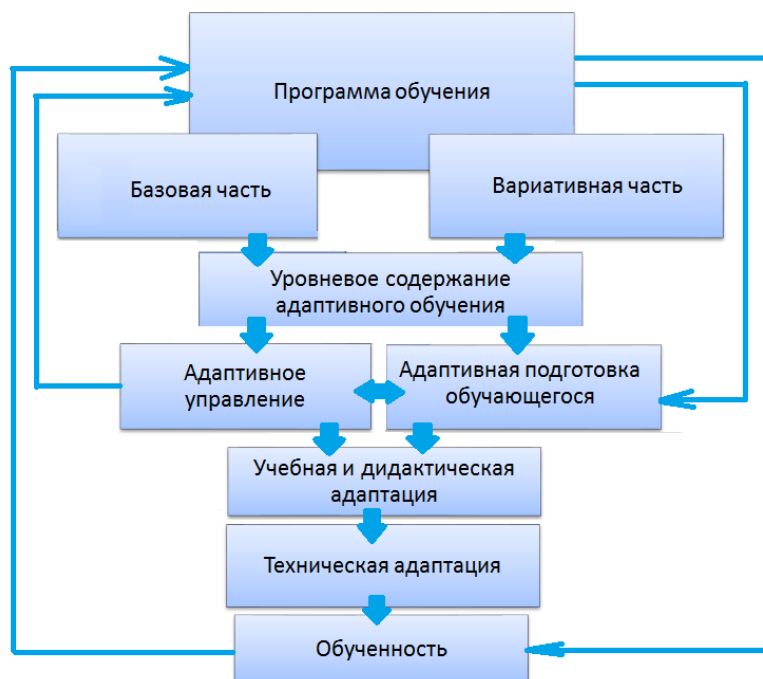 Программа обучения
Базовая часть
Вариативная часть
Уровневое содержание
адаптивного обучения
Адаптивное
управление
Адаптивная подготовка
обучающегося
Учебная и дидактическая
адаптация
Техническая адаптация
Обученность